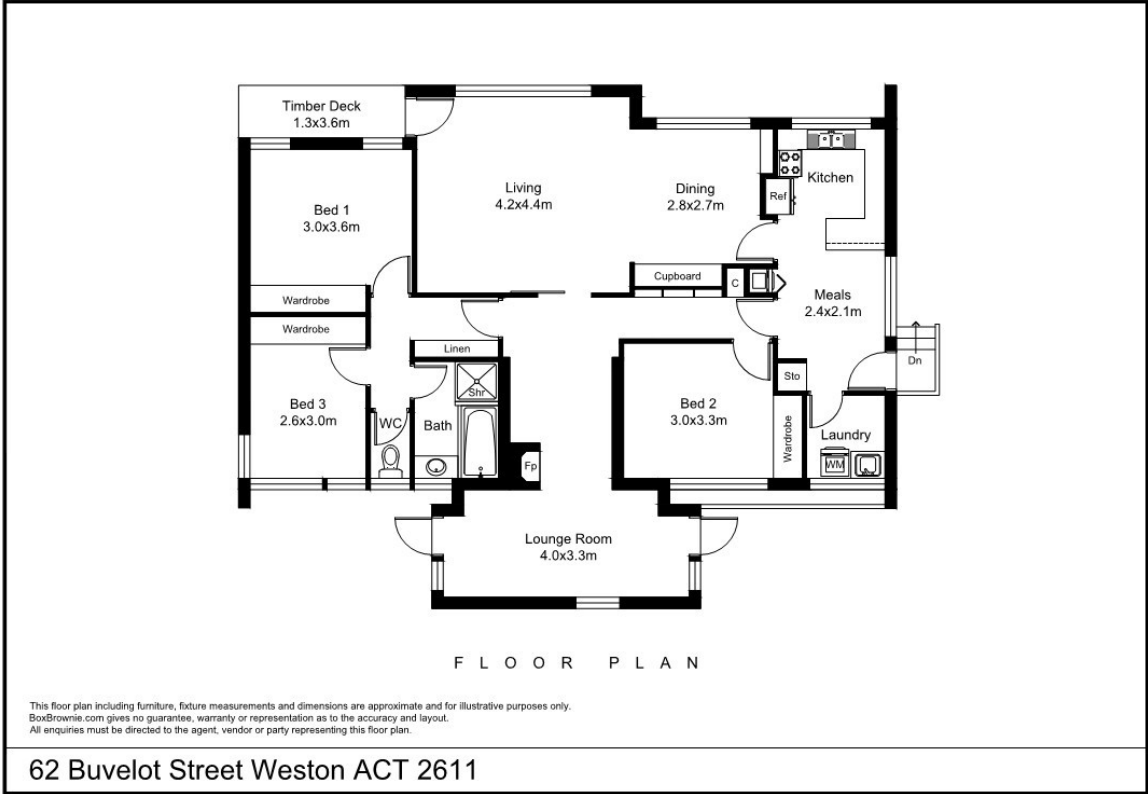 Timber Deck
1.3x3.6m
Living
4.2x4.4m
Dining
2.8x2.7m
Kitchen
Ref
Bed 1
3.0x3.6m
Wardrobe
Wardrobe
Cupboard
C
Meals
2.4x2.1m
Linen
Dn
Bed 3
2.6x3.0m
WC
Bath
Shr
Fp
Bed 2
3.0x3.3m
Sto
Wardrobe
Laundry
WM
Lounge Room
4.0x3.3m
FLOOR PLAN
This floor plan including furniture, fixture measurements and dimensions are approximate and for illustrative purposes only.
BoxBrownie.com gives no guarantee, warranty or representation as to the accuracy and layout.
All enquiries must be directed to the agent, vendor or party representing this floor plan.
62 Buvelot Street Weston ACT 2611